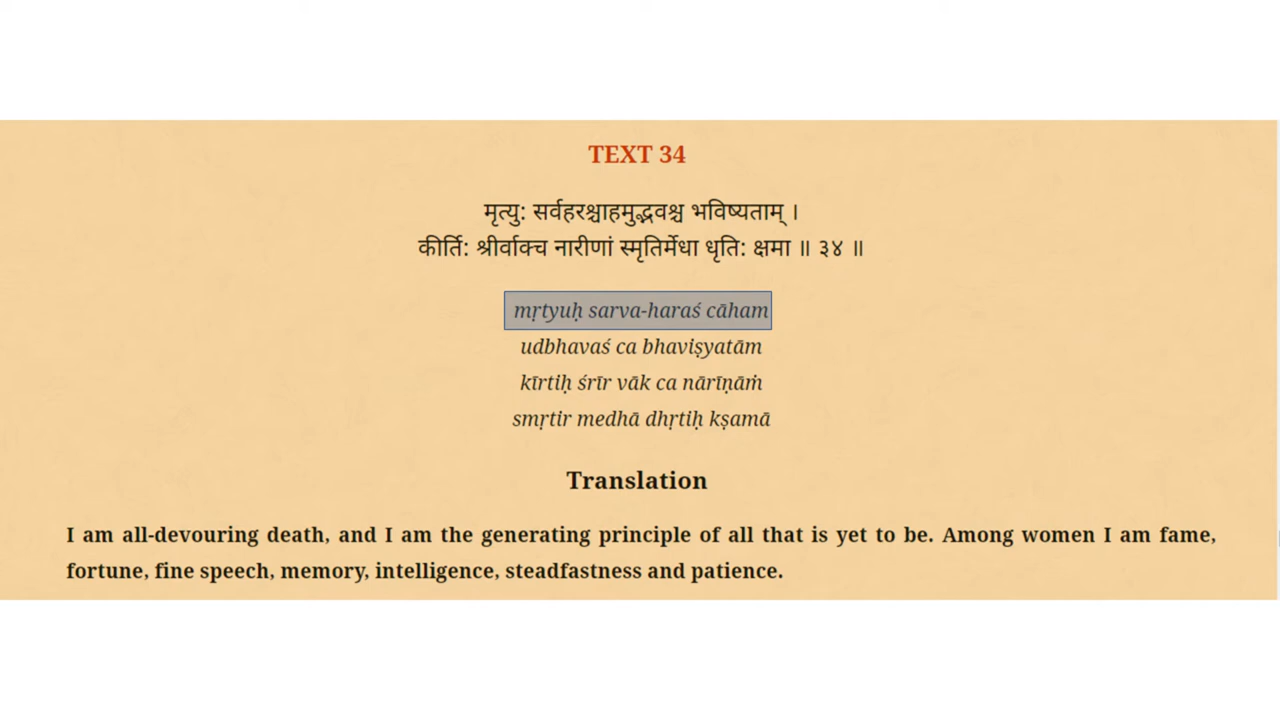 TEXT 34
मृत्यु: सर्वहरश्चाहमुद्भवश्च भविष्यताम् ।
कीर्ति: श्रीर्वाक्च नारीणां स्मृतिर्मेधा धृति: क्षमा ॥ ३४ ॥
mṛtyuḥ sarva-haraś cāham
udbhavaś ca bhaviṣyatām
kīrtiḥ śrīr vāk ca nārīṇāṁ
smṛtir medhā dhṛtiḥ kṣamā
Translation
I am all-devouring death, and I am the generating principle of all that is yet to be. Among women I am fame,
fortune, fine speech, memory, intelligence, steadfastness and patience.